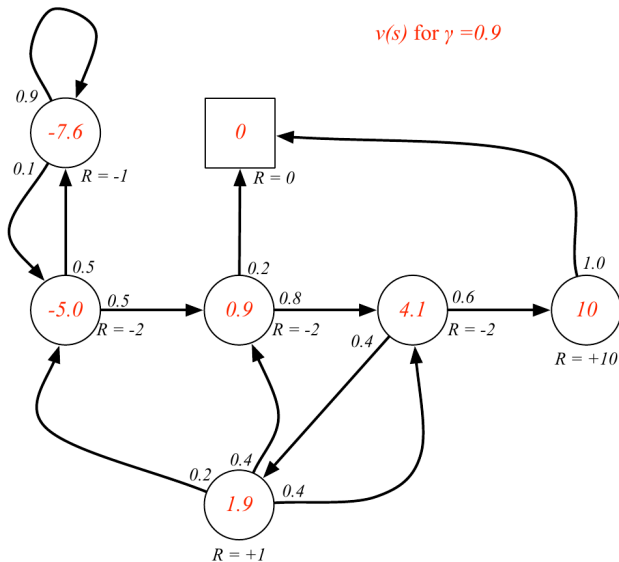 v(s) for γ =0.9
0.9
-7.6
0
0.1
R = -1
R = 0
0.5
0.2
1.0
-5.0
0.5
R = -2
0.9
0.8
R = -2
4.1
0.6
R = -2
10
0.4
R = +10
0.2
0.4
0.4
1.9
R = +1